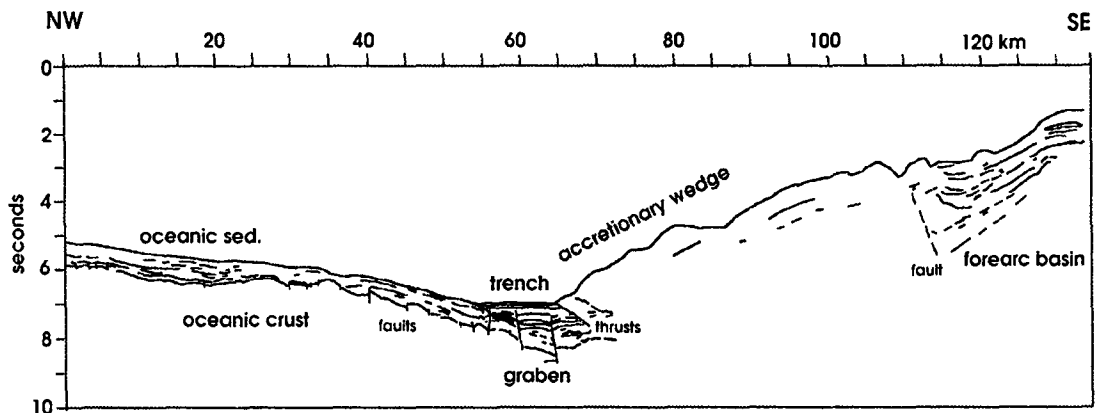 NW SE
20 40 60 80 100 120 km
0
2
4
6
8
10
seconds
oceanic sed.
oceanic crust
faults
trench
graben
thrusts
accretionary wedge
fault
forearc basin